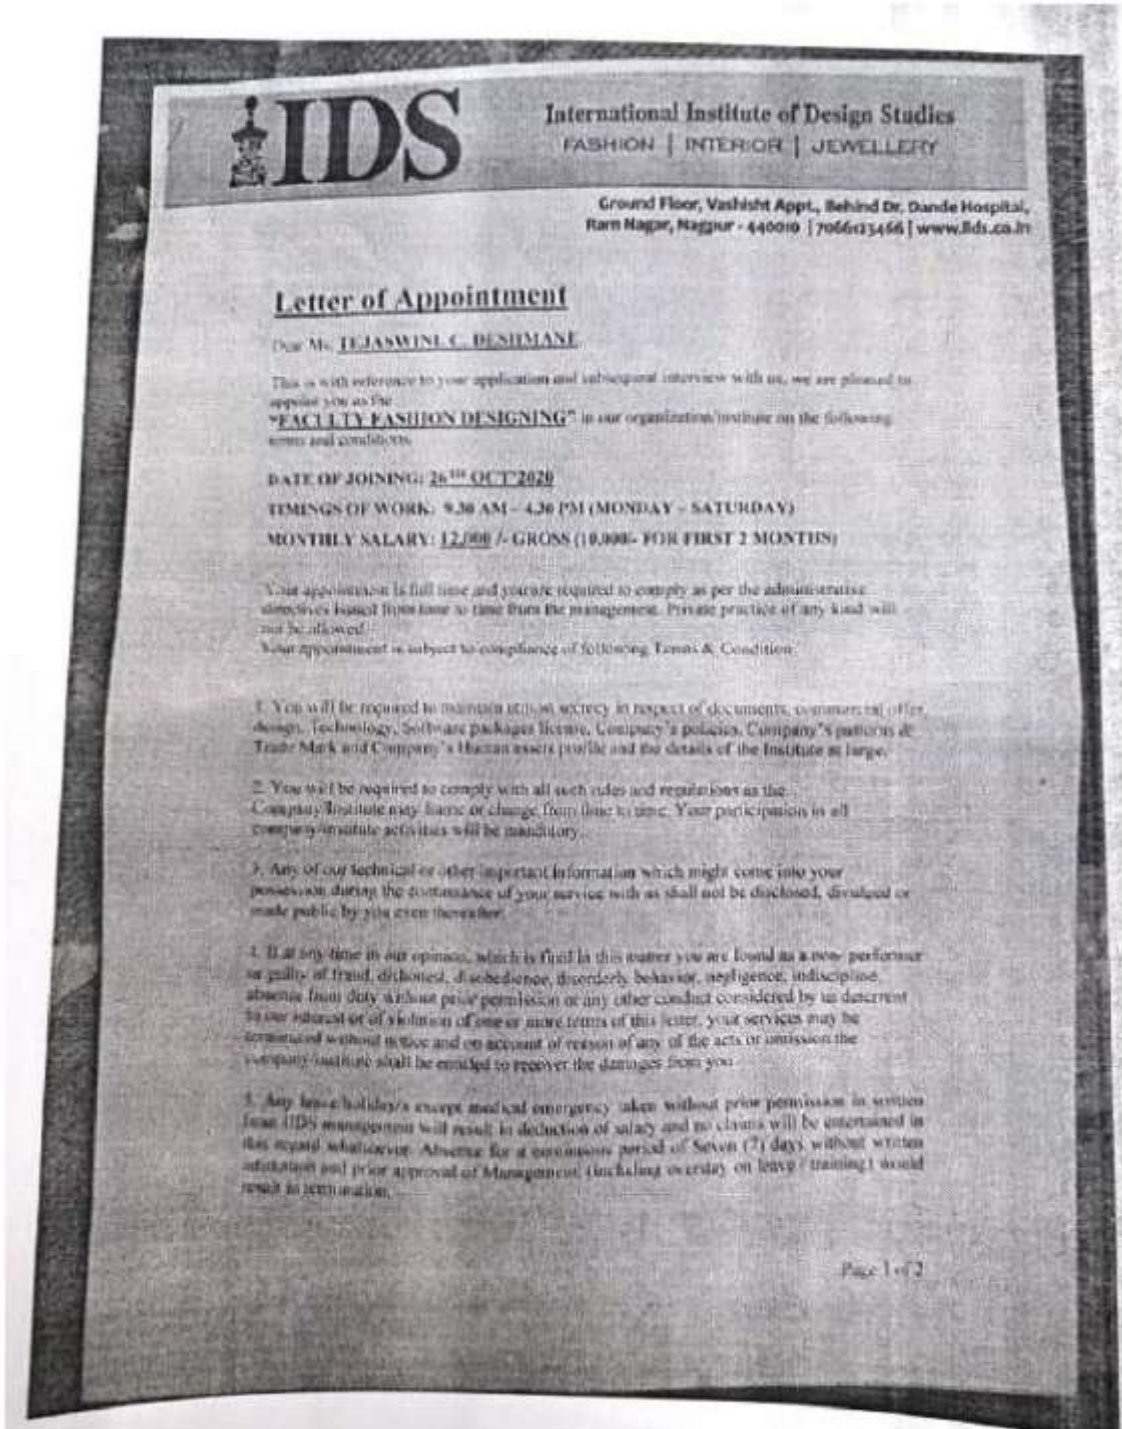 IIDS
International Institute of Design Studies
FASHION | INTERIOR | JEWELLERY
Ground Floor, Vashisht Appt., Behind Dr. Dande Hospital,
Ram Nagar, Nagpur - 440010 | 7066123466 | www.iids.co.in
Letter of Appointment
Dear Ms. TEJASWINI. C. DESHMANE
This is with reference to your application and subsequent interview with us, we are pleased to
appoint you as the
"FACULTY FASHION DESIGNING" in our organization/institute on the following
terms and conditions.
DATE OF JOINING: 26TH OCT'2020
TIMINGS OF WORK: 9.30 AM – 4.30 PM (MONDAY – SATURDAY)
MONTHLY SALARY: 12,000 /- GROSS (10,000/- FOR FIRST 2 MONTHS)
Your appointment is full time and you are required to comply as per the administrative
directives issued from time to time from the management. Private practice of any kind will
not be allowed.
Your appointment is subject to compliance of following Terms & Condition:
1. You will be required to maintain utmost secrecy in respect of documents, commercial offer,
design, Technology, Software packages license, Company's policies, Company"s patterns &
Trade Mark and Company's Human assets profile and the details of the Institute at large.
2. You will be required to comply with all such rules and regulations as the
Company/Institute may frame or change from time to time. Your participation in all
company/institute activities will be mandatory.
3. Any of our technical or other important information which might come into your
possession during the continuance of your service with us shall not be disclosed, divulged or
made public by you even thereafter.
4. If at any time in our opinion, which is final in this matter you are found as a non- performer
or guilty of fraud, dishonest, disobedience, disorderly behavior, negligence, indiscipline,
absence from duty without prior permission or any other conduct considered by us deterrent
to our interest or of violation of one or more terms of this letter, your services may be
terminated without notice and on account of reason of any of the acts or omission the
company/institute shall be entitled to recover the damages from you
5. Any leave/holiday/s except medical emergency taken without prior permission in written
from IIDS management will result in deduction of salary and no claims will be entertained in
this regard whatsoever. Absence for a continuous period of Seven (7) days without written
intimation and prior approval of Management, (including overstay on leave / training) would
result in termination.
Page 1 of 2